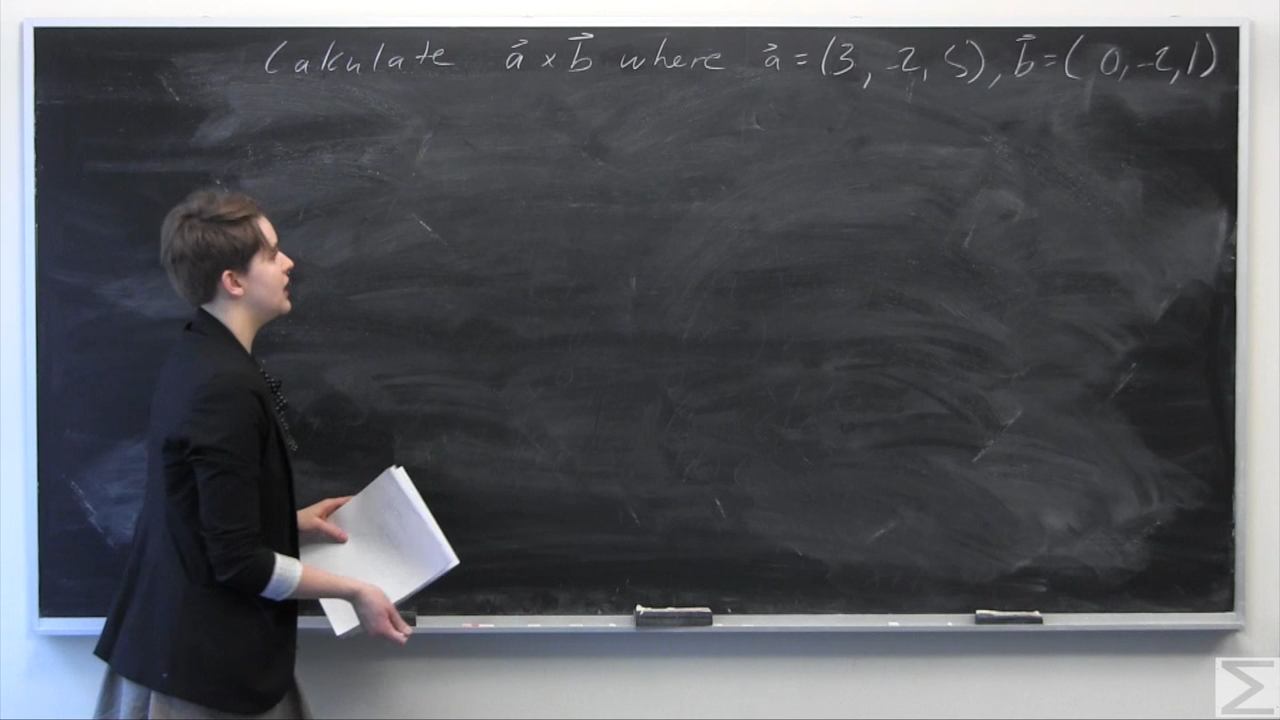 Calculate a⃗ × b⃗ where a⃗ = (3, -2, 5), b⃗ = (0, -2, 1)